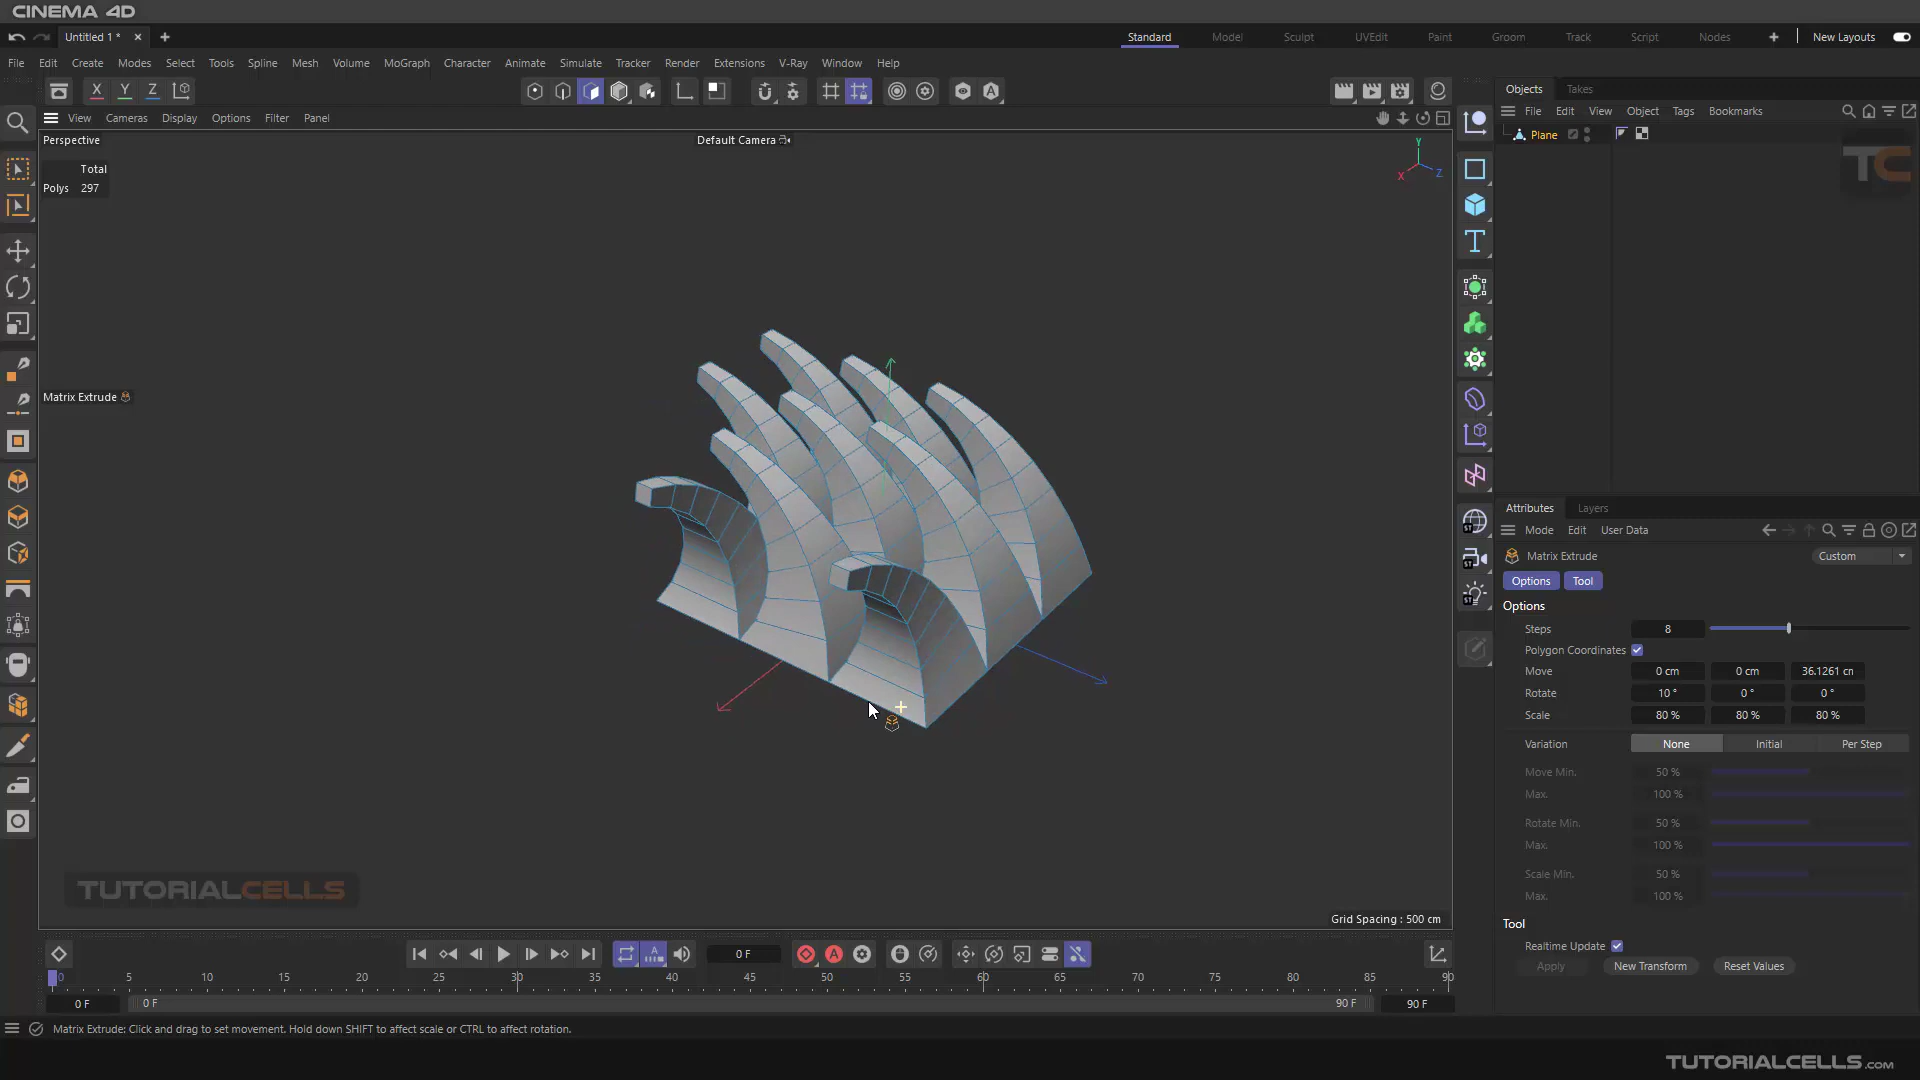 CINEMA 4D
Untitled 1 *
Standard Model Sculpt UVEdit Paint Groom Track Script Nodes New Layouts
File Edit Create Modes Select Tools Spline Mesh Volume MoGraph Character Animate Simulate Tracker Render Extensions V-Ray Window Help
X Y Z
Objects Takes
View Cameras Display Options Filter Panel
File Edit View Object Tags Bookmarks
Perspective
Default Camera
Plane
Y
X Z
TC
Total
Polys 297
Matrix Extrude
Attributes Layers
Mode Edit User Data
Matrix Extrude
Custom
Options Tool
Options
Steps 8
Polygon Coordinates
Move 0 cm 0 cm 36.1261 cn
Rotate 10 ° 0 ° 0 °
Scale 80 % 80 % 80 %
Variation None Initial Per Step
Move Min. 50 %
Max. 100 %
Rotate Min. 50 %
Max. 100 %
Scale Min. 50 %
Max. 100 %
Tool
Realtime Update
Apply New Transform Reset Values
TUTORIALCELLS
Grid Spacing : 500 cm
0 F
0 5 10 15 20 25 30 35 40 45 50 55 60 65 70 75 80 85 90
0 F 0 F 90 F 90 F
Matrix Extrude: Click and drag to set movement. Hold down SHIFT to affect scale or CTRL to affect rotation.
TUTORIALCELLS.com